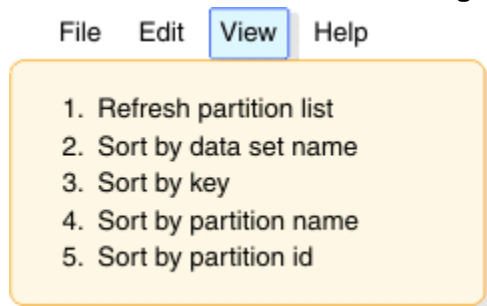 File Edit View Help
1. Refresh partition list
2. Sort by data set name
3. Sort by key
4. Sort by partition name
5. Sort by partition id